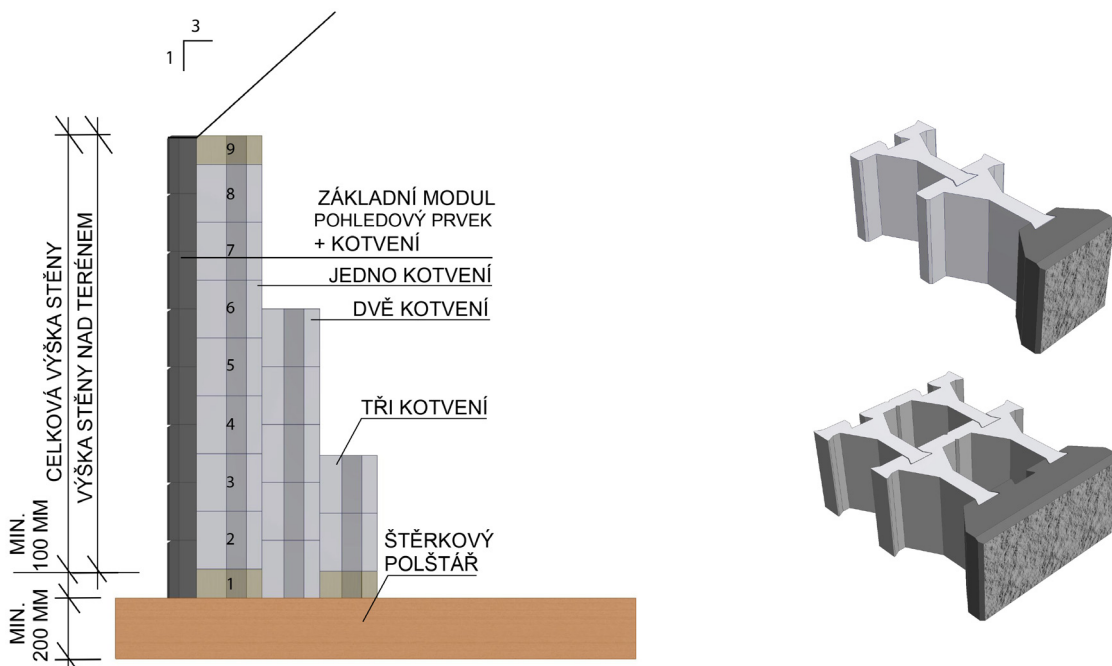 3
1
9
8
7
6
5
4
3
2
1
ZÁKLADNÍ MODUL
POHLEDOVÝ PRVEK
+ KOTVENÍ
JEDNO KOTVENÍ
DVĚ KOTVENÍ
TŘI KOTVENÍ
ŠTĚRKOVÝ
POLŠTÁŘ
CELKOVÁ VÝŠKA STĚNY
VÝŠKA STĚNY NAD TERÉNEM
MIN.
100 MM
MIN.
200 MM